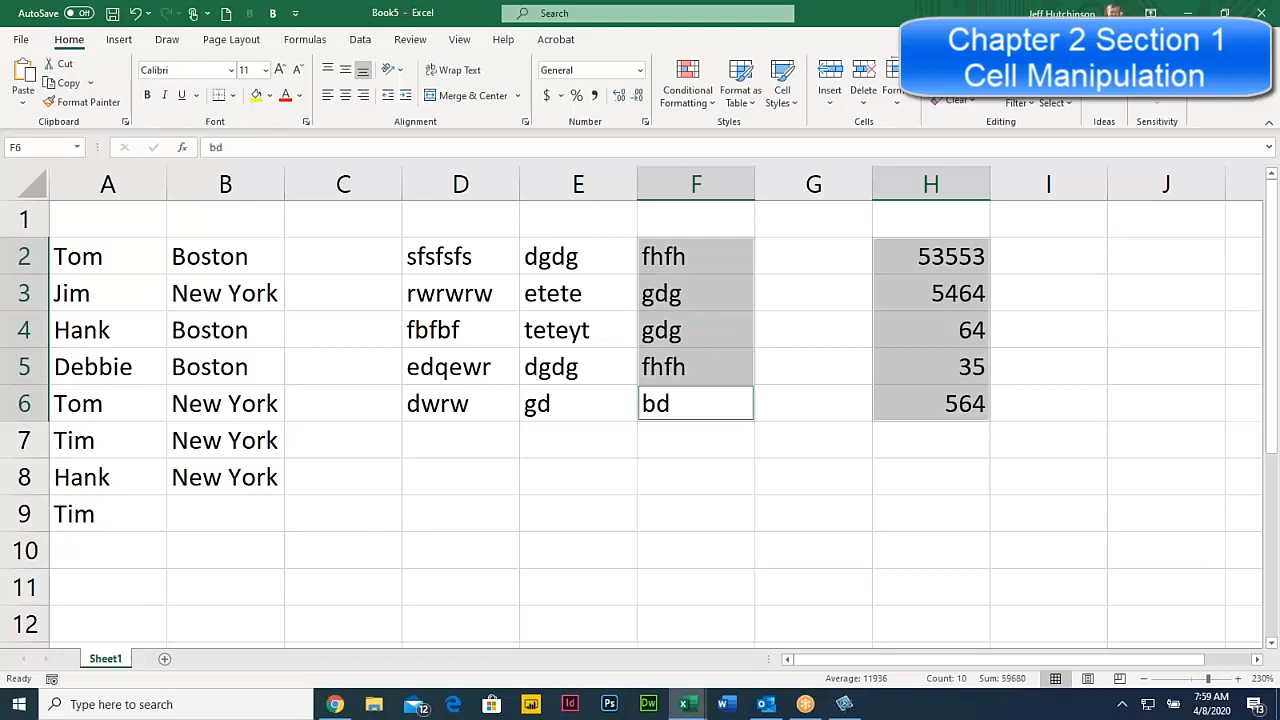 AutoSave Off Book5 - Excel Search Jeff Hutchinson
Chapter 2 Section 1
Cell Manipulation
File Home Insert Draw Page Layout Formulas Data Review View Help Acrobat
Paste Cut Copy Format Painter
Calibri 11
B I U
Wrap Text
Merge & Center
General
$ % ,
Conditional Formatting
Format as Table
Cell Styles
Insert Delete
Clear Filter Select
Clipboard Font Alignment Number Styles Cells Editing Ideas Sensitivity
F6 fx bd
A B C D E F G H I J
1
2 Tom Boston sfsfsfs dgdg fhfh 53553
3 Jim New York rwrwrw etete gdg 5464
4 Hank Boston fbfbf teteyt gdg 64
5 Debbie Boston edqewr dgdg fhfh 35
6 Tom New York dwrw gd bd 564
7 Tim New York
8 Hank New York
9 Tim
10
11
12
Sheet1
Ready Average: 11936 Count: 10 Sum: 59680 230%
Type here to search 12 7:59 AM
4/8/2020 13